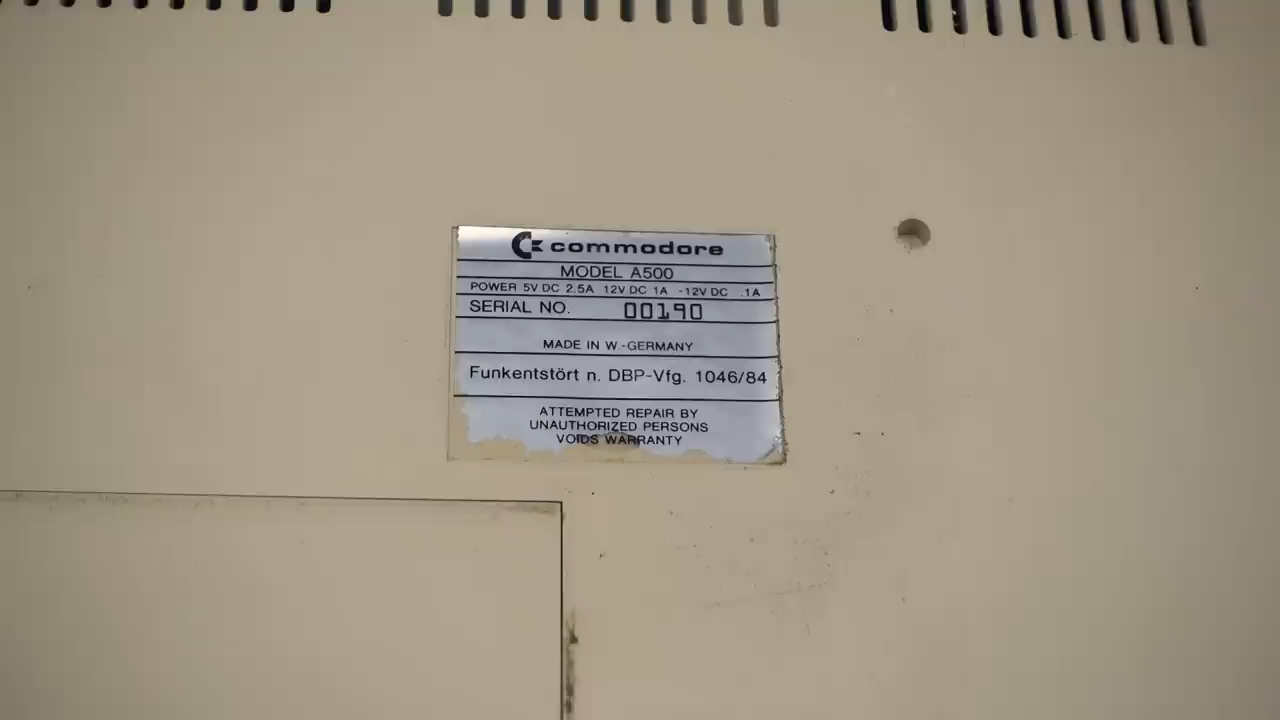 commodore
MODEL A500
POWER 5V DC 2.5A 12V DC 1A -12V DC .1A
SERIAL NO. 00190
MADE IN W.-GERMANY
Funkentstört n. DBP-Vfg. 1046/84
ATTEMPTED REPAIR BY
UNAUTHORIZED PERSONS
VOIDS WARRANTY